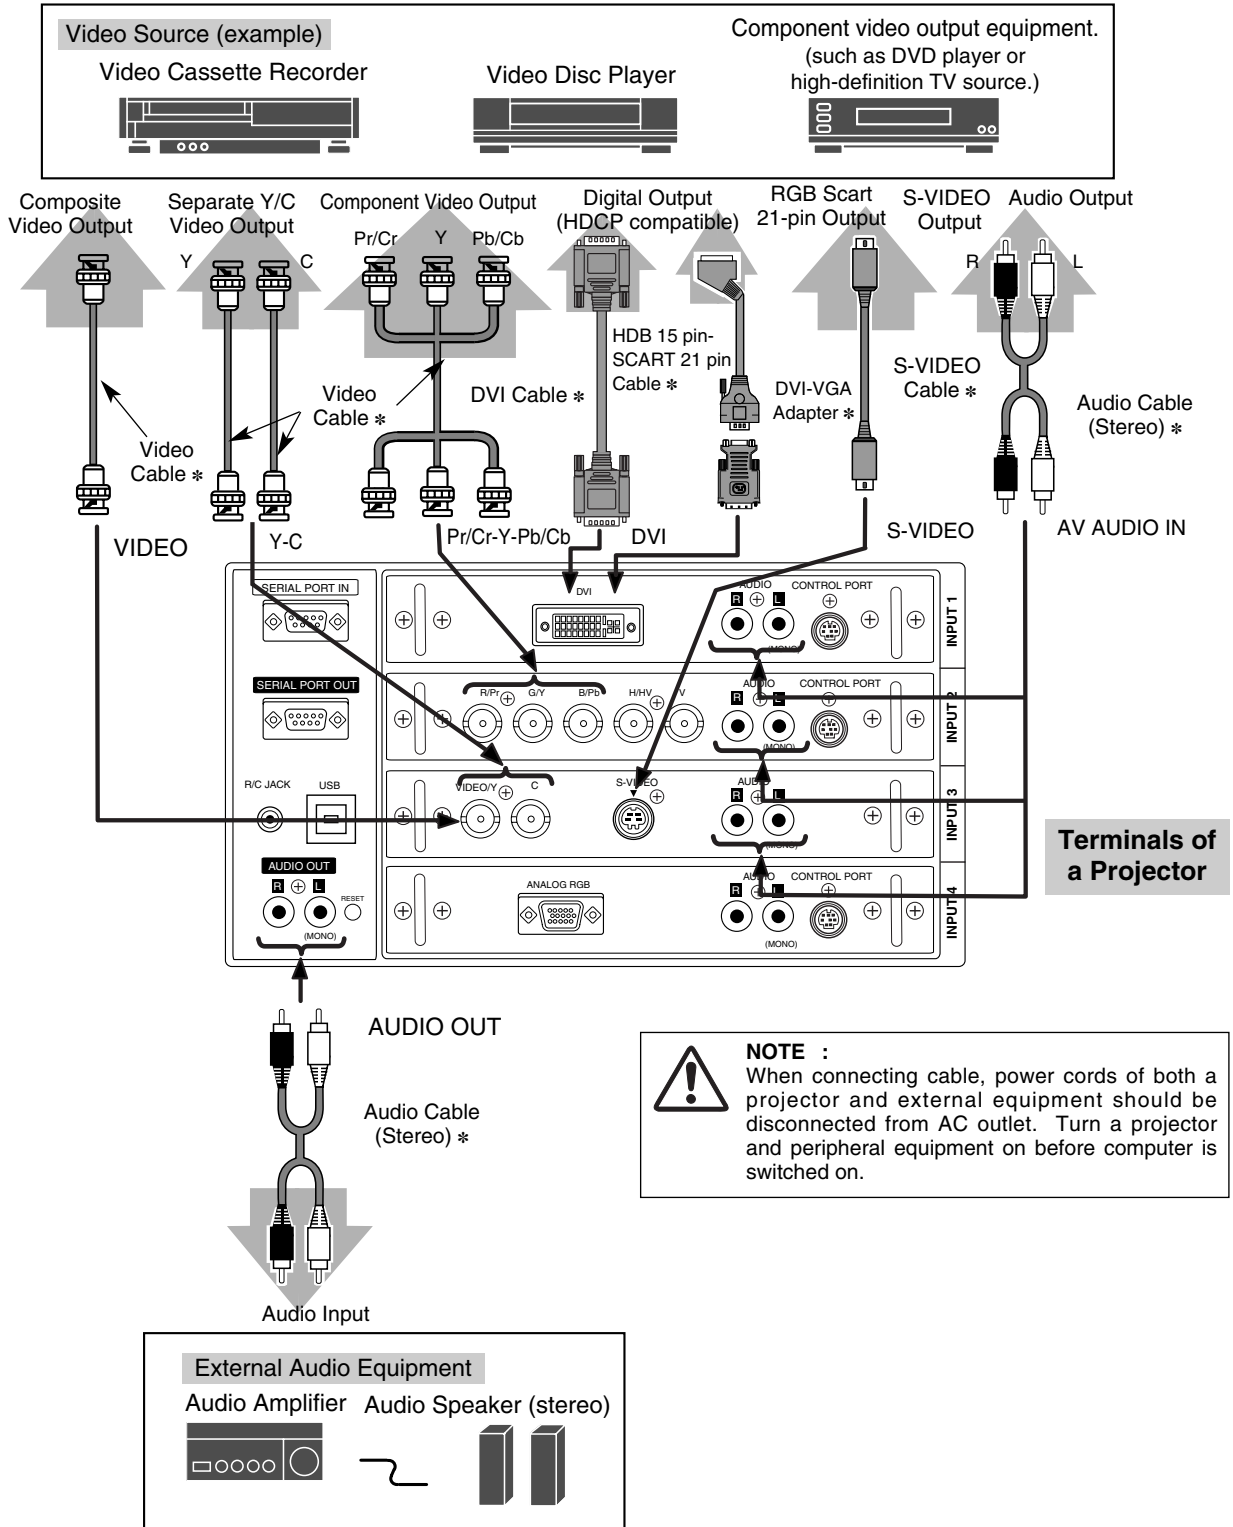 Video Source (example)
Video Cassette Recorder
Video Disc Player
Component video output equipment.
(such as DVD player or
high-definition TV source.)
Composite
Video Output
Separate Y/C
Video Output
Component Video Output
Digital Output
(HDCP compatible)
RGB Scart
21-pin Output
S-VIDEO
Output
Audio Output
Y
C
Pr/Cr
Y
Pb/Cb
R
L
HDB 15 pin-
SCART 21 pin
Cable *
Video
Cable *
Video
Cable *
DVI Cable *
DVI-VGA
Adapter *
S-VIDEO
Cable *
Audio Cable
(Stereo) *
VIDEO
Y-C
Pr/Cr-Y-Pb/Cb
DVI
S-VIDEO
AV AUDIO IN
SERIAL PORT IN
SERIAL PORT OUT
R/C JACK
USB
AUDIO OUT
R
L
RESET
(MONO)
DVI
AUDIO
R
L
(MONO)
CONTROL PORT
INPUT 1
R/Pr
G/Y
B/Pb
H/HV
V
AUDIO
R
L
(MONO)
CONTROL PORT
INPUT 2
VIDEO/Y
C
S-VIDEO
AUDIO
R
L
(MONO)
INPUT 3
ANALOG RGB
AUDIO
R
L
(MONO)
CONTROL PORT
INPUT 4
Terminals of
a Projector
AUDIO OUT
Audio Cable
(Stereo) *
NOTE :
When connecting cable, power cords of both a
projector and external equipment should be
disconnected from AC outlet. Turn a projector
and peripheral equipment on before computer is
switched on.
Audio Input
External Audio Equipment
Audio Amplifier
Audio Speaker (stereo)